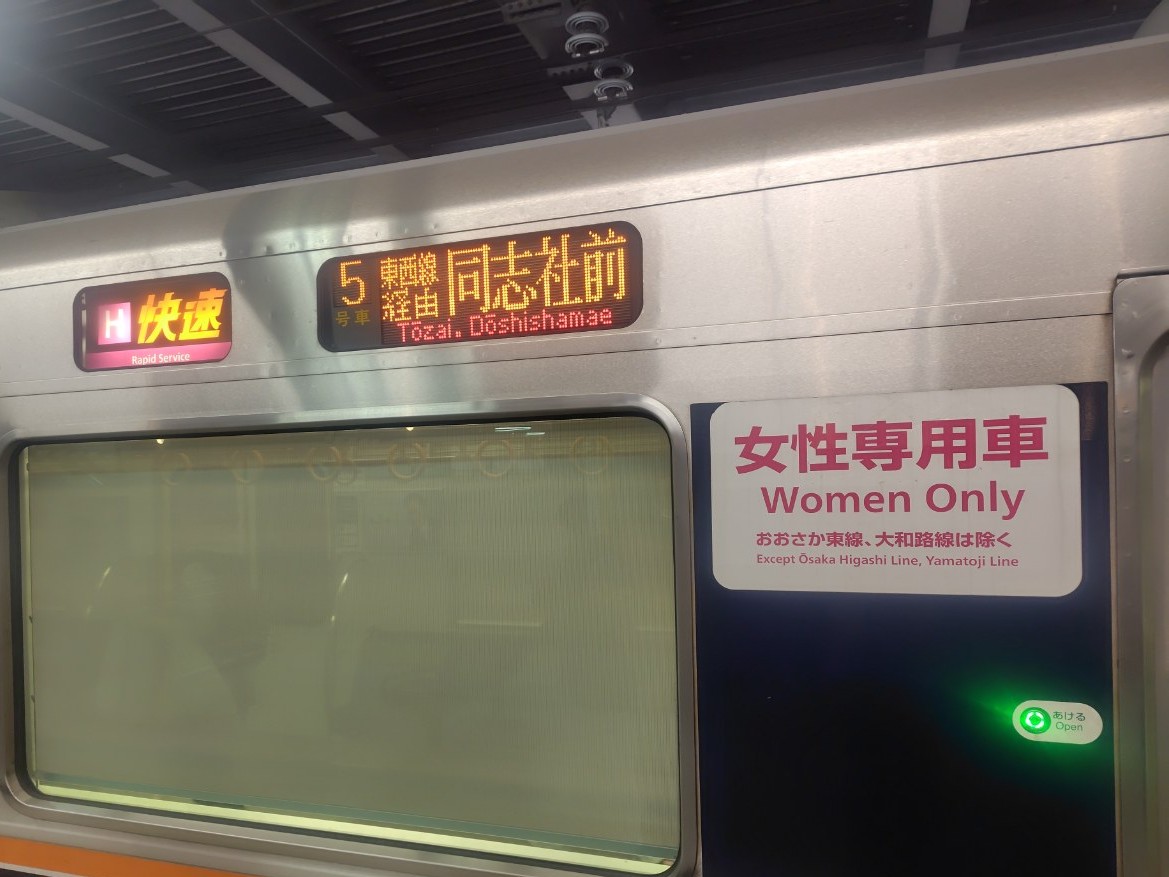 H 快速
Rapid Service
5
号車
東西線
経由
同志社前
Tōzai. Dōshishamae
女性専用車
Women Only
おおさか東線、大和路線は除く
Except Ōsaka Higashi Line, Yamatoji Line
あける
Open